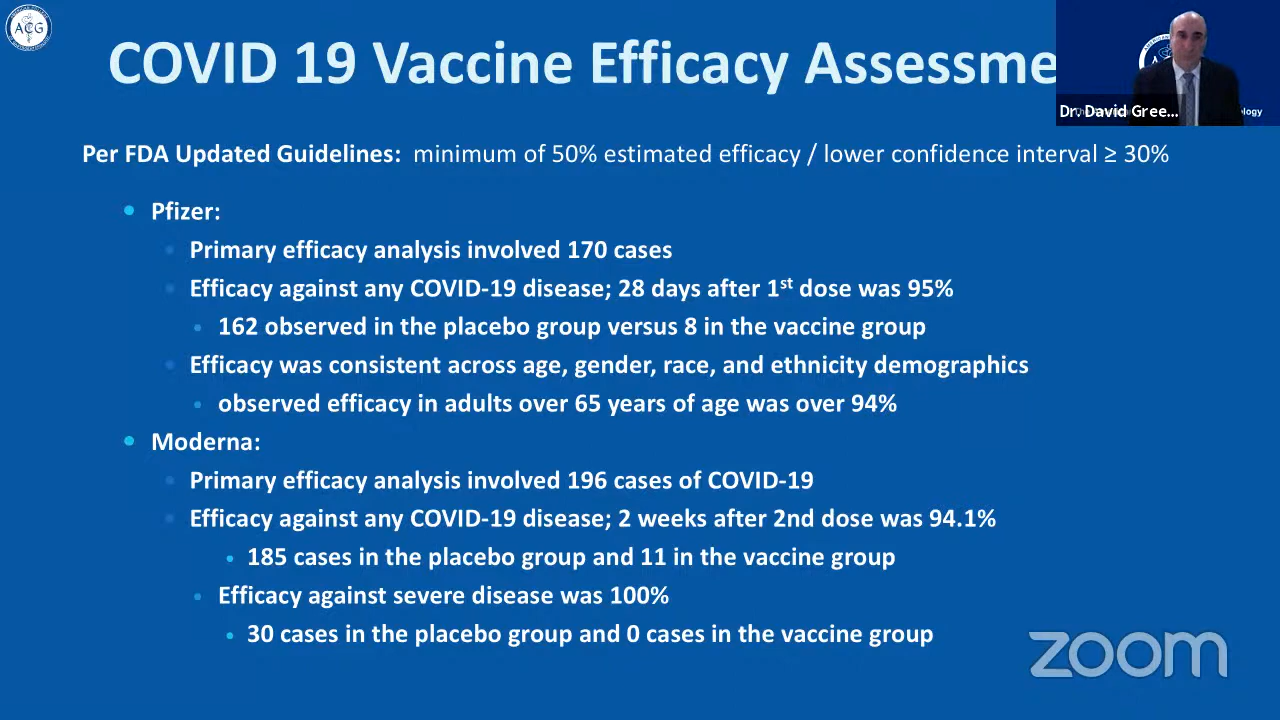 ACG
COVID 19 Vaccine Efficacy Assessme
Dr. David Gree...
ology
Per FDA Updated Guidelines: minimum of 50% estimated efficacy / lower confidence interval ≥ 30%
• Pfizer:
• Primary efficacy analysis involved 170 cases
• Efficacy against any COVID-19 disease; 28 days after 1st dose was 95%
• 162 observed in the placebo group versus 8 in the vaccine group
• Efficacy was consistent across age, gender, race, and ethnicity demographics
• observed efficacy in adults over 65 years of age was over 94%
• Moderna:
• Primary efficacy analysis involved 196 cases of COVID-19
• Efficacy against any COVID-19 disease; 2 weeks after 2nd dose was 94.1%
• 185 cases in the placebo group and 11 in the vaccine group
• Efficacy against severe disease was 100%
• 30 cases in the placebo group and 0 cases in the vaccine group
zoom